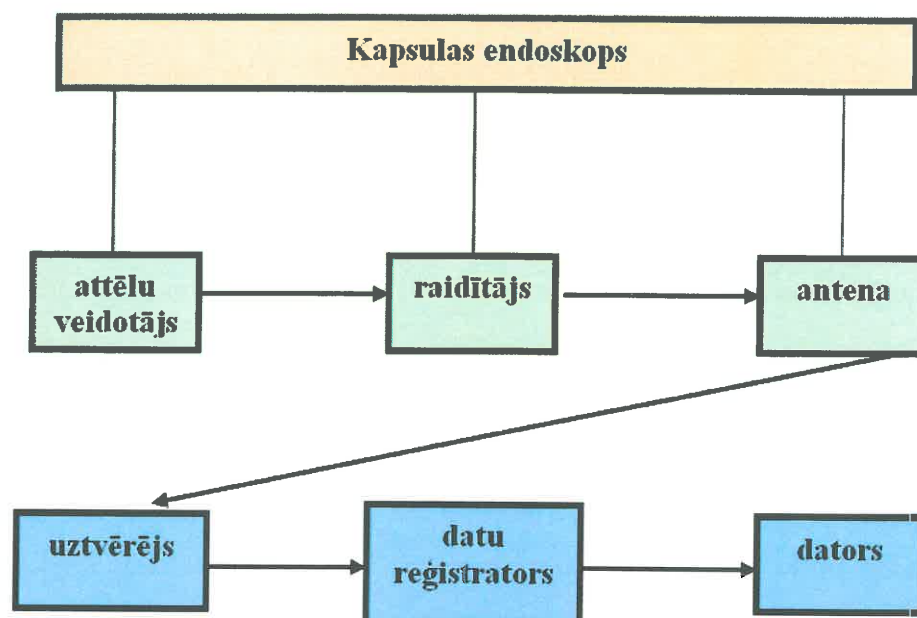 Kapsulas endoskops
attēlu
veidotājs
raidītājs
antena
uztvērējs
datu
reģistrators
dators